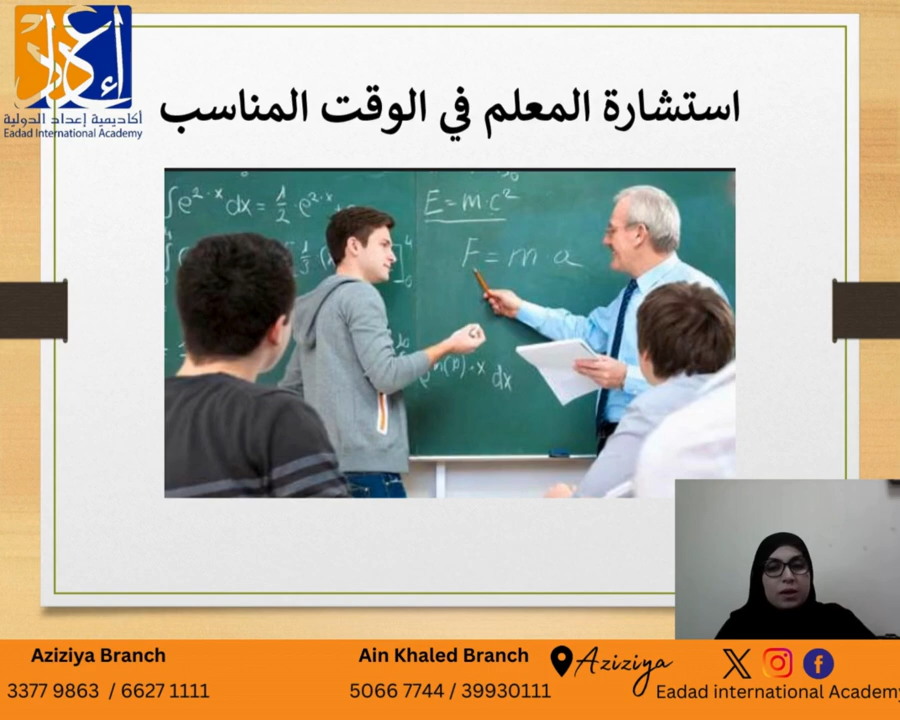 أكاديمية إعداد الدولية
Eadad International Academy
استشارة المعلم في الوقت المناسب
E=m.c²
F=m a
dx
Aziziya Branch
3377 9863 / 6627 1111
Ain Khaled Branch
5066 7744 / 39930111
Aziziya
Eadad international Academy